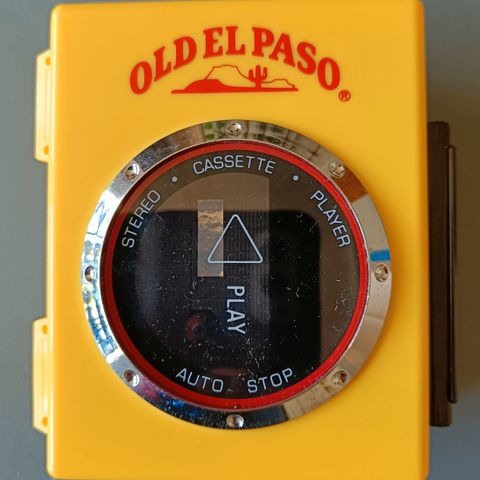 OLD EL PASO®
STEREO • CASSETTE • PLAYER
PLAY
AUTO STOP